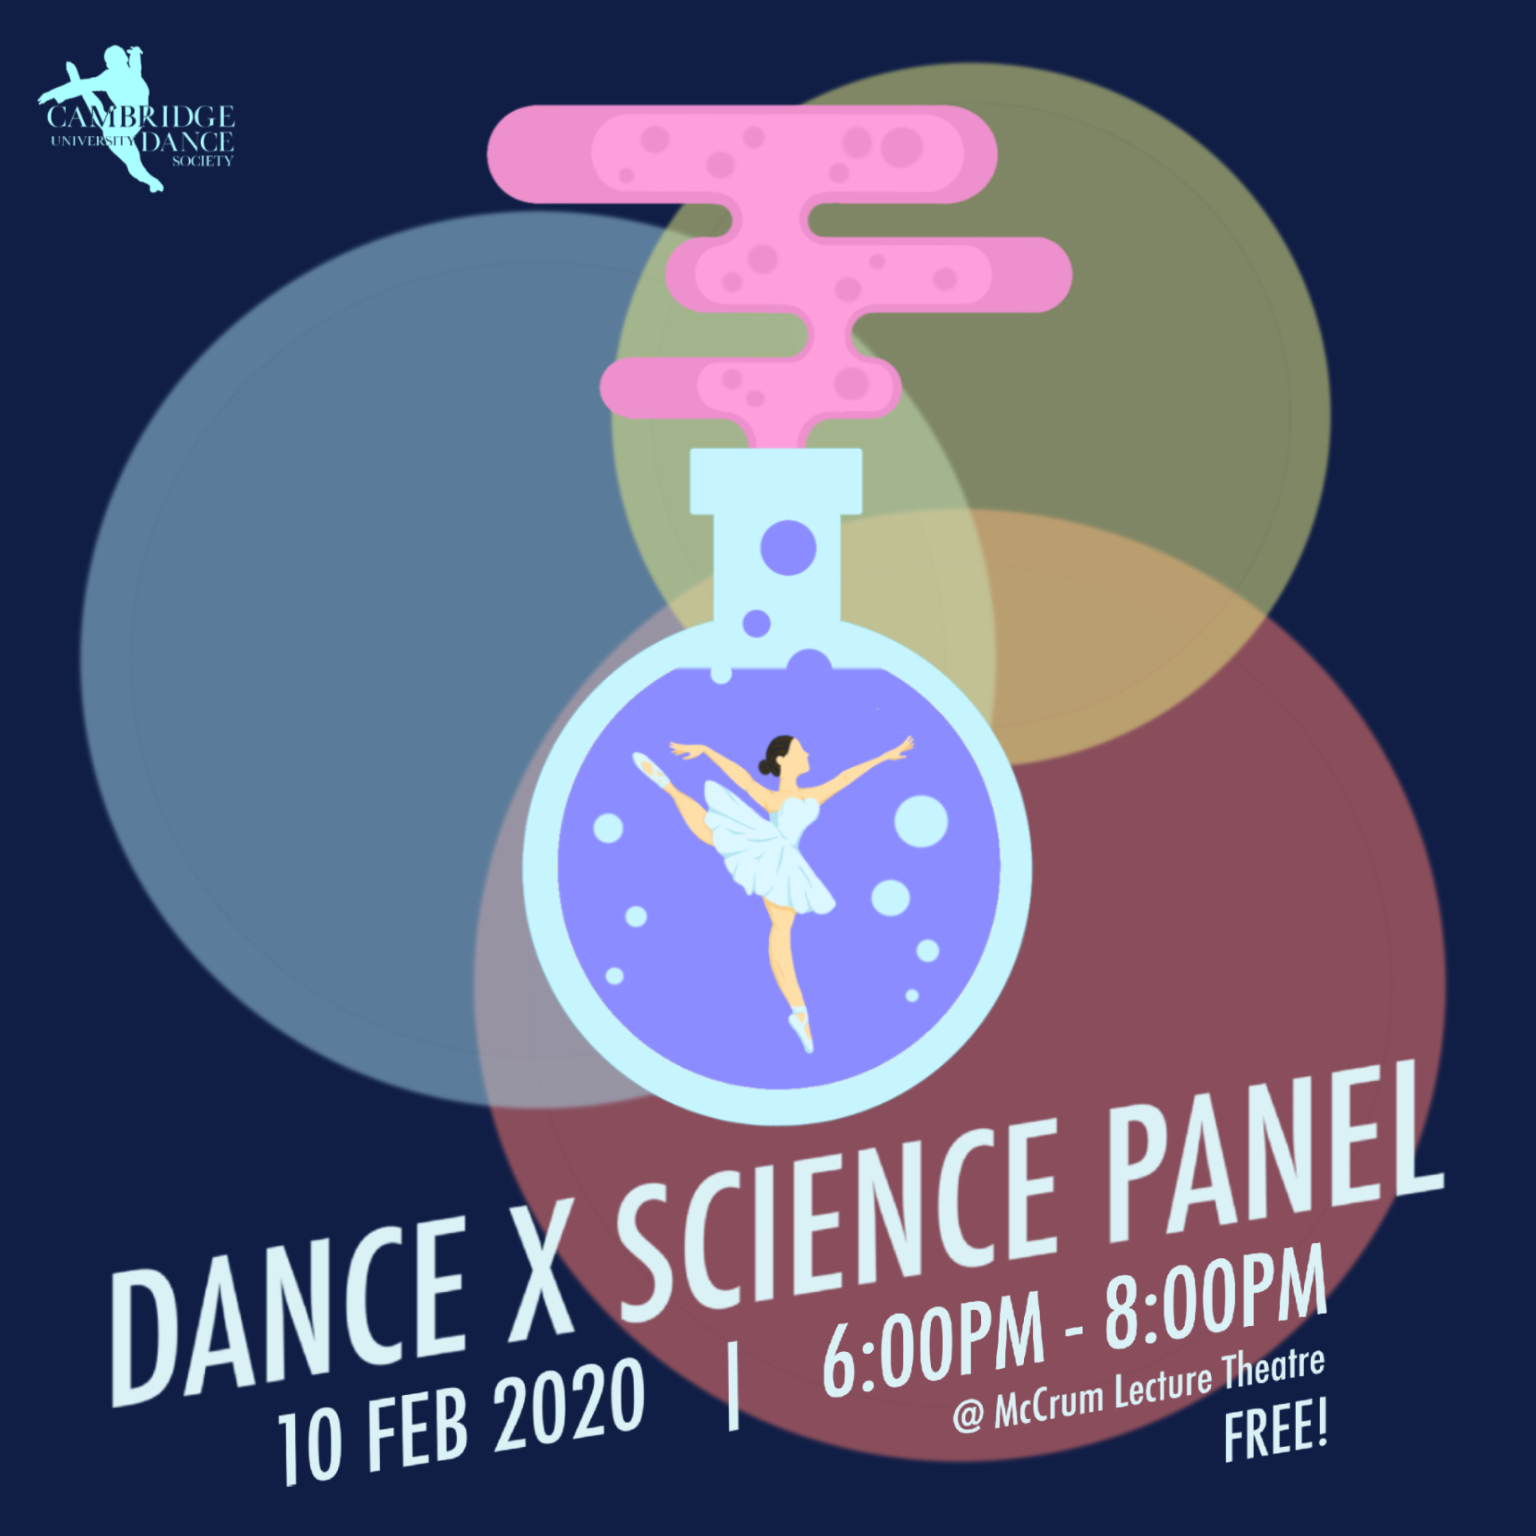 CAMBRIDGE
UNIVERSITY DANCE
SOCIETY
DANCE X SCIENCE PANEL
10 FEB 2020 | 6:00PM - 8:00PM
@ McCrum Lecture Theatre
FREE!